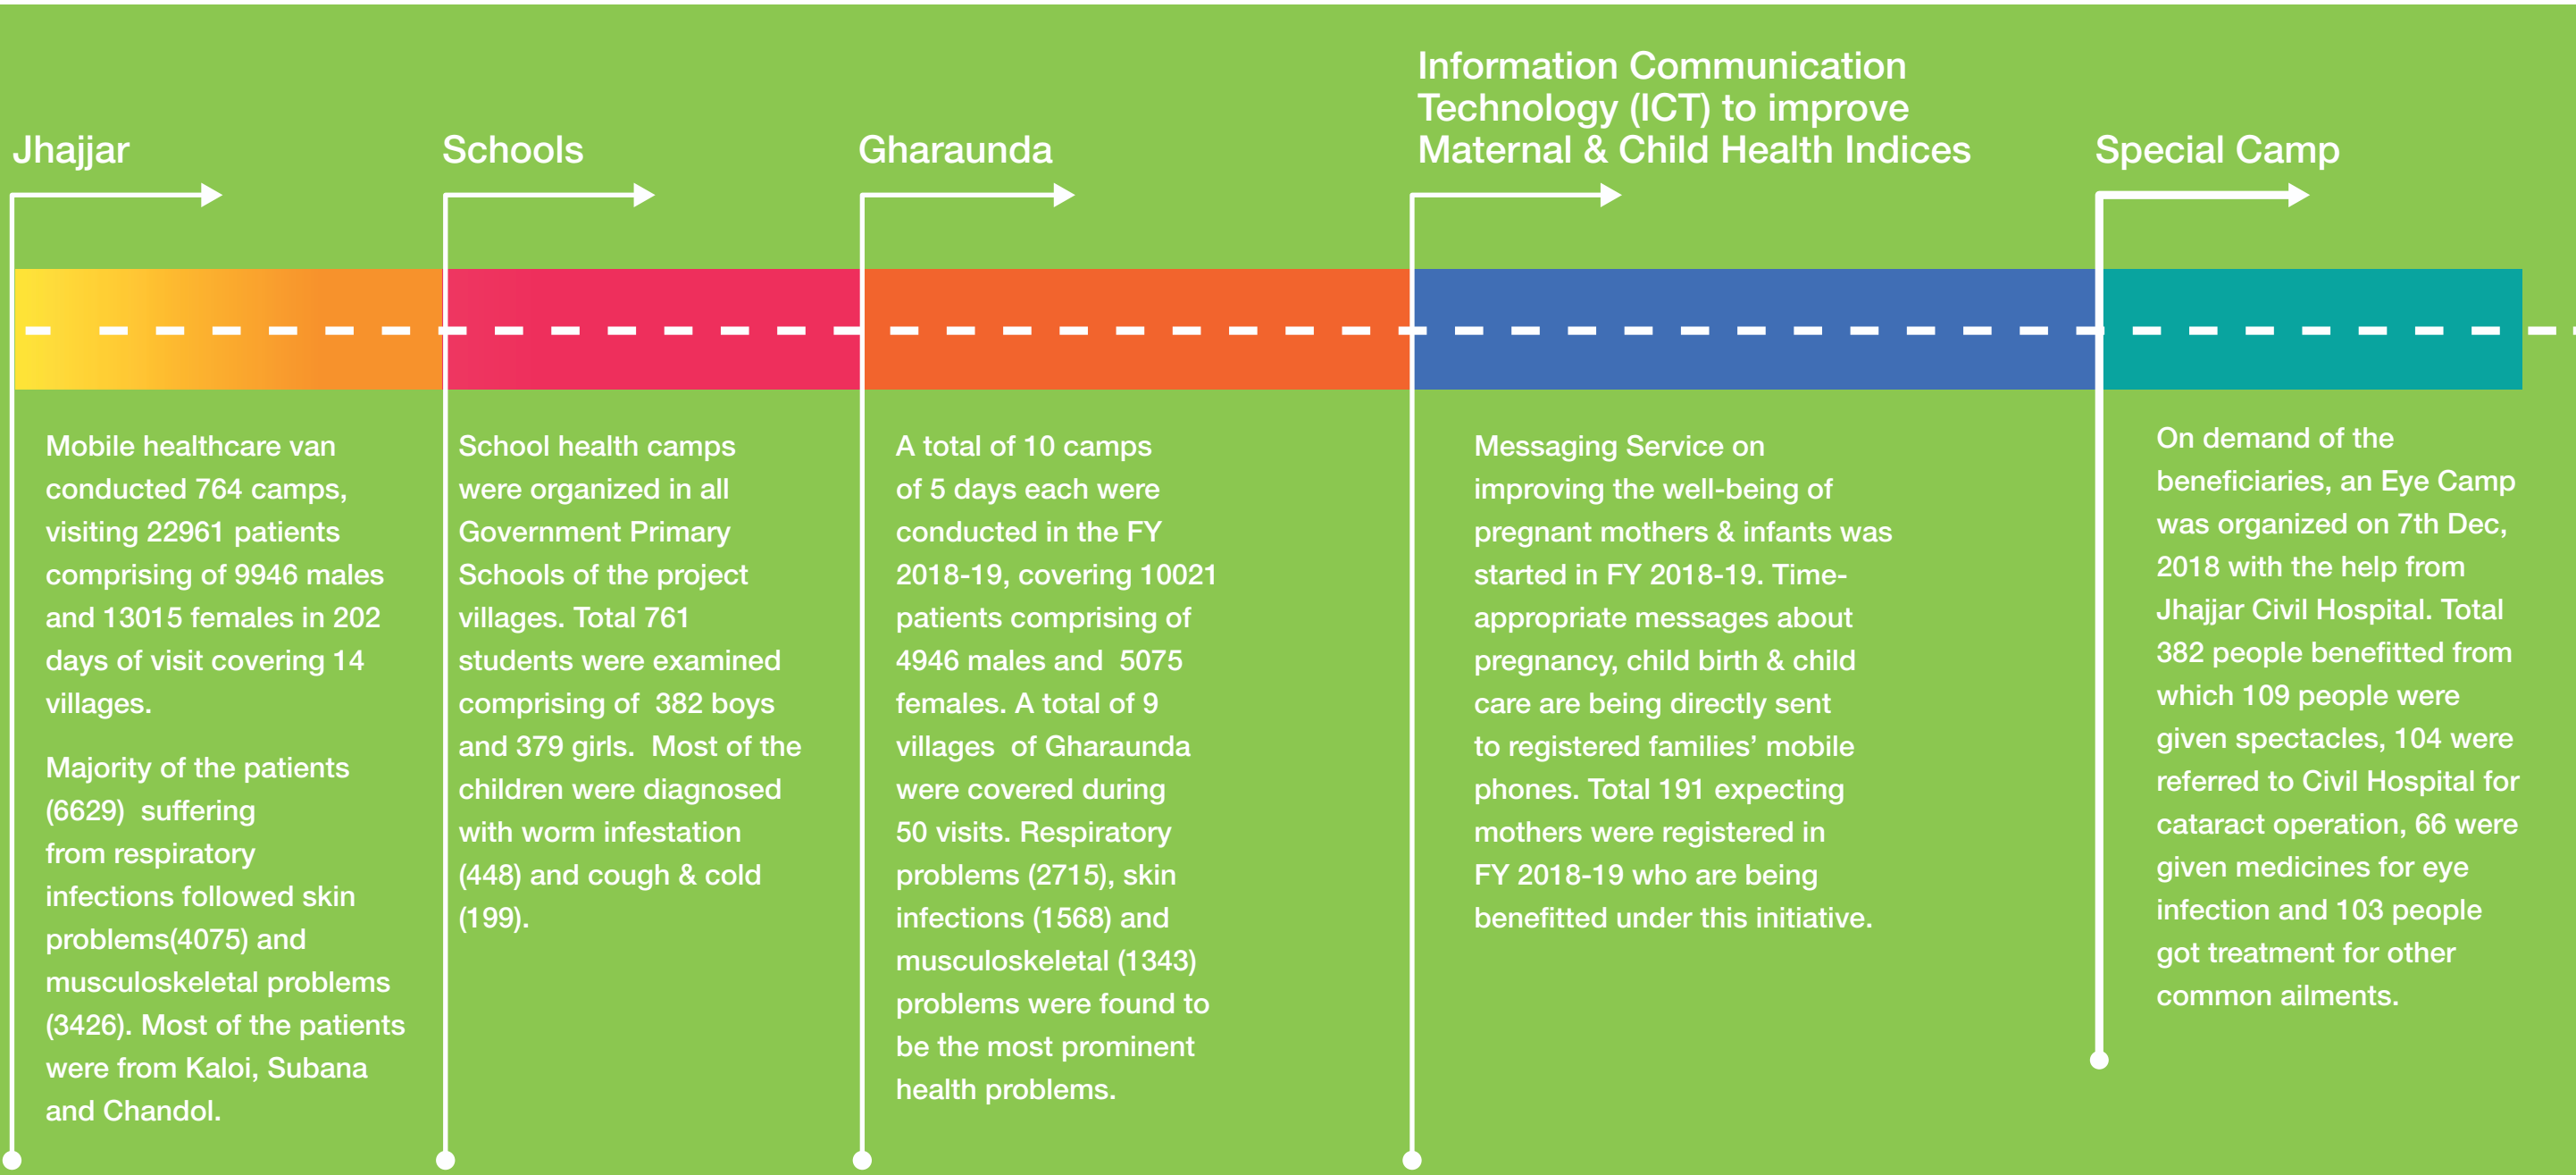 Jhajjar
Mobile healthcare van
conducted 764 camps,
visiting 22961 patients
comprising of 9946 males
and 13015 females in 202
days of visit covering 14
villages.
Majority of the patients
(6629)  suffering
from respiratory
infections followed skin
problems(4075) and
musculoskeletal problems
(3426). Most of the patients
were from Kaloi, Subana
and Chandol.
Schools
School health camps
were organized in all
Government Primary
Schools of the project
villages. Total 761
students were examined
comprising of  382 boys
and 379 girls.  Most of the
children were diagnosed
with worm infestation
(448) and cough & cold
(199).
Gharaunda
A total of 10 camps
of 5 days each were
conducted in the FY
2018-19, covering 10021
patients comprising of
4946 males and  5075
females. A total of 9
villages  of Gharaunda
were covered during
50 visits. Respiratory
problems (2715), skin
infections (1568) and
musculoskeletal (1343)
problems were found to
be the most prominent
health problems.
Information Communication
Technology (ICT) to improve
Maternal & Child Health Indices
Messaging Service on
improving the well-being of
pregnant mothers & infants was
started in FY 2018-19. Time-
appropriate messages about
pregnancy, child birth & child
care are being directly sent
to registered families’ mobile
phones. Total 191 expecting
mothers were registered in
FY 2018-19 who are being
benefitted under this initiative.
Special Camp
On demand of the
beneficiaries, an Eye Camp
was organized on 7th Dec,
2018 with the help from
Jhajjar Civil Hospital. Total
382 people benefitted from
which 109 people were
given spectacles, 104 were
referred to Civil Hospital for
cataract operation, 66 were
given medicines for eye
infection and 103 people
got treatment for other
common ailments.